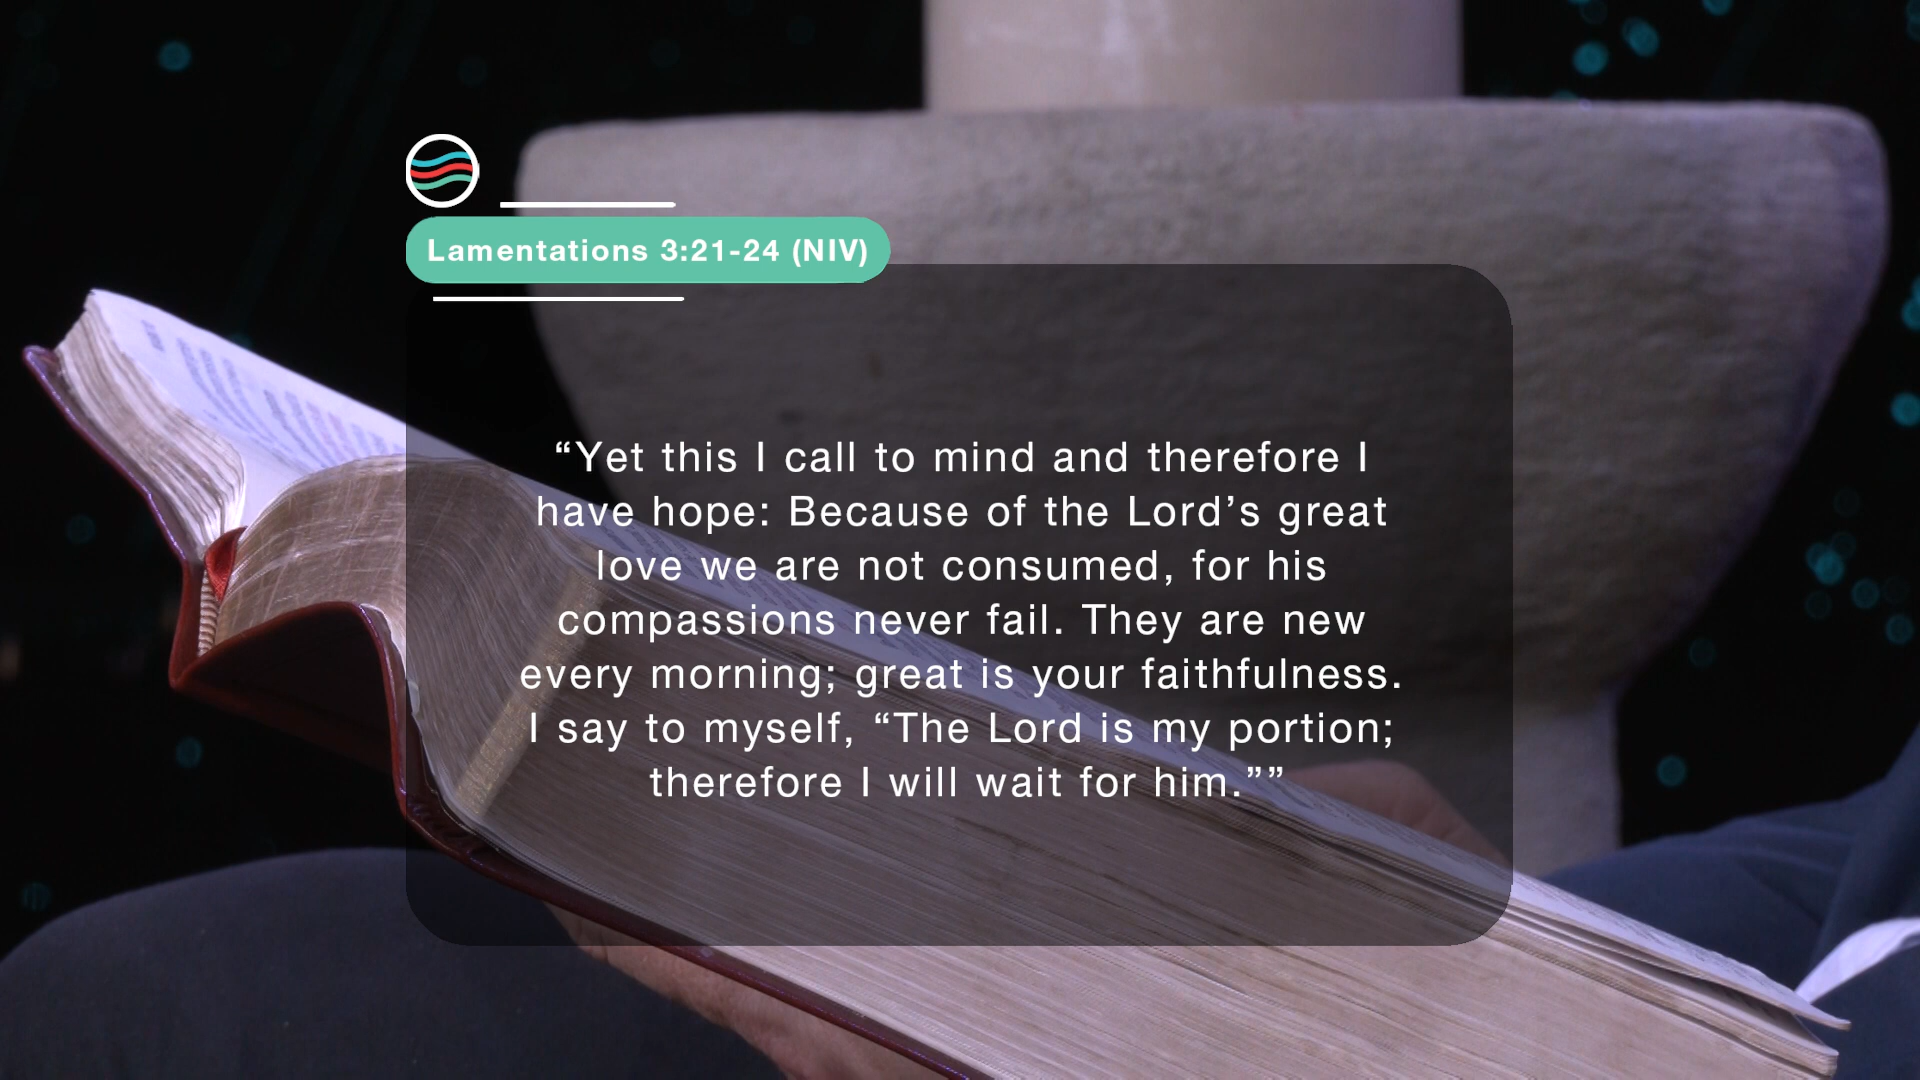 Lamentations 3:21-24 (NIV)
“Yet this I call to mind and therefore I
have hope: Because of the Lord’s great
love we are not consumed, for his
compassions never fail. They are new
every morning; great is your faithfulness.
I say to myself, “The Lord is my portion;
therefore I will wait for him.””